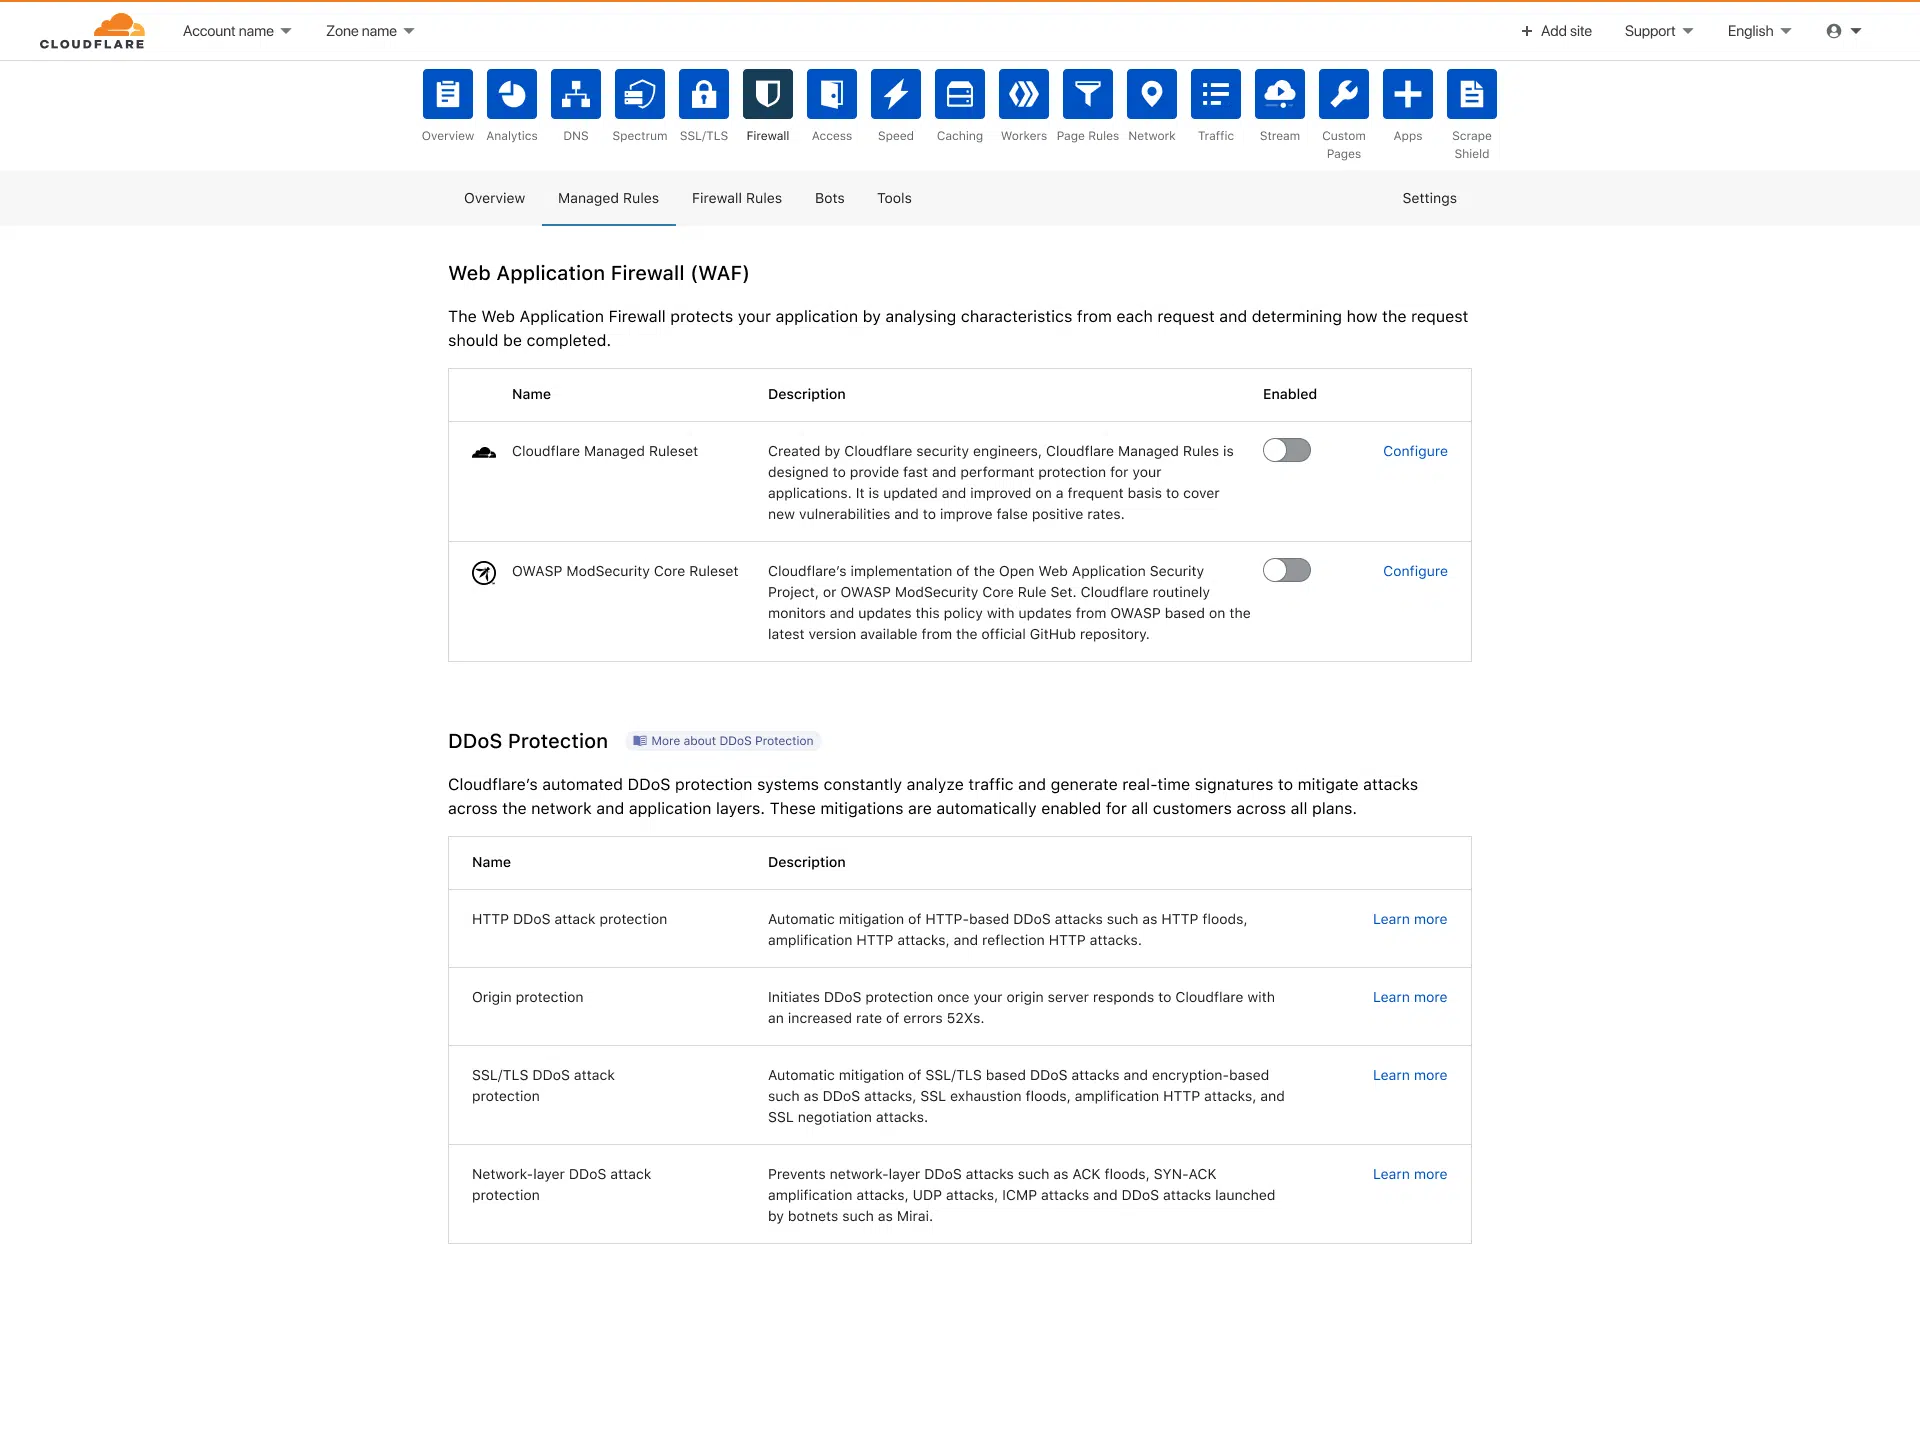 CLOUDFLARE
Account name
Zone name
Add site
Support
English
Overview
Analytics
DNS
Spectrum
SSL/TLS
Firewall
Access
Speed
Caching
Workers
Page Rules
Network
Traffic
Stream
Custom
Pages
Apps
Scrape
Shield
Overview
Managed Rules
Firewall Rules
Bots
Tools
Settings
Web Application Firewall (WAF)
The Web Application Firewall protects your application by analysing characteristics from each request and determining how the request
should be completed.
Name
Description
Enabled
Cloudflare Managed Ruleset
Created by Cloudflare security engineers, Cloudflare Managed Rules is
designed to provide fast and performant protection for your
applications. It is updated and improved on a frequent basis to cover
new vulnerabilities and to improve false positive rates.
Configure
OWASP ModSecurity Core Ruleset
Cloudflare's implementation of the Open Web Application Security
Project, or OWASP ModSecurity Core Rule Set. Cloudflare routinely
monitors and updates this policy with updates from OWASP based on the
latest version available from the official GitHub repository.
Configure
DDoS Protection
More about DDoS Protection
Cloudflare's automated DDoS protection systems constantly analyze traffic and generate real-time signatures to mitigate attacks
across the network and application layers. These mitigations are automatically enabled for all customers across all plans.
Name
Description
HTTP DDoS attack protection
Automatic mitigation of HTTP-based DDoS attacks such as HTTP floods,
amplification HTTP attacks, and reflection HTTP attacks.
Learn more
Origin protection
Initiates DDoS protection once your origin server responds to Cloudflare with
an increased rate of errors 52Xs.
Learn more
SSL/TLS DDoS attack
protection
Automatic mitigation of SSL/TLS based DDoS attacks and encryption-based
such as DDoS attacks, SSL exhaustion floods, amplification HTTP attacks, and
SSL negotiation attacks.
Learn more
Network-layer DDoS attack
protection
Prevents network-layer DDoS attacks such as ACK floods, SYN-ACK
amplification attacks, UDP attacks, ICMP attacks and DDoS attacks launched
by botnets such as Mirai.
Learn more